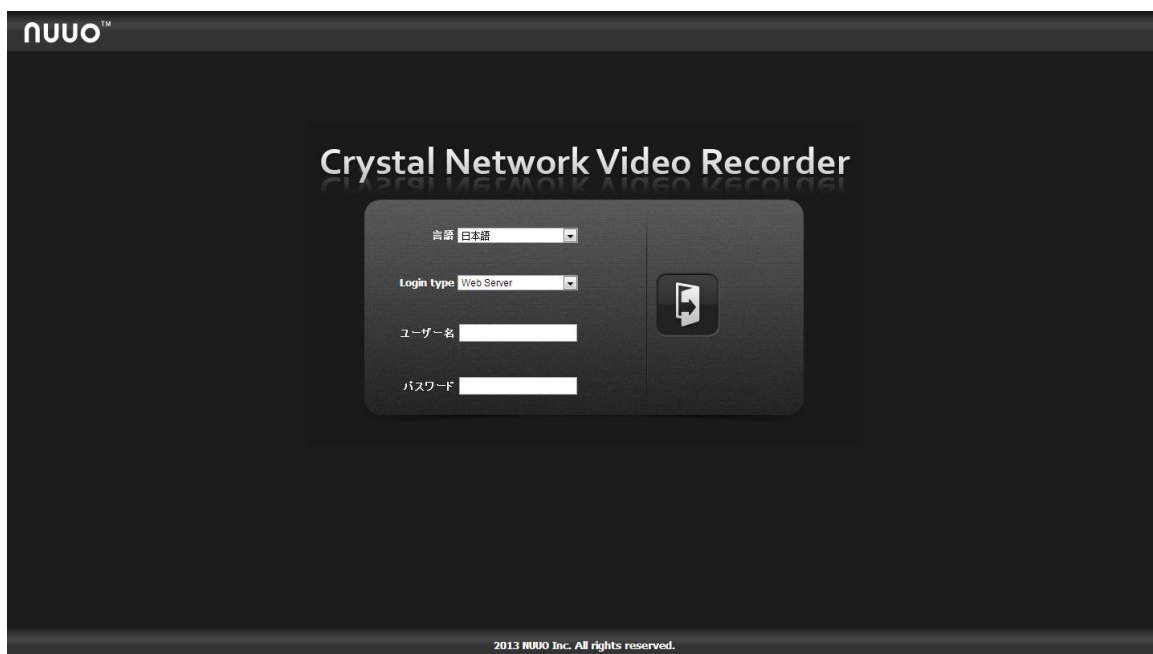 nuuo™
Crystal Network Video Recorder
言語 日本語
Login type Web Server
ユーザー名
パスワード
2013 NUUO Inc. All rights reserved.